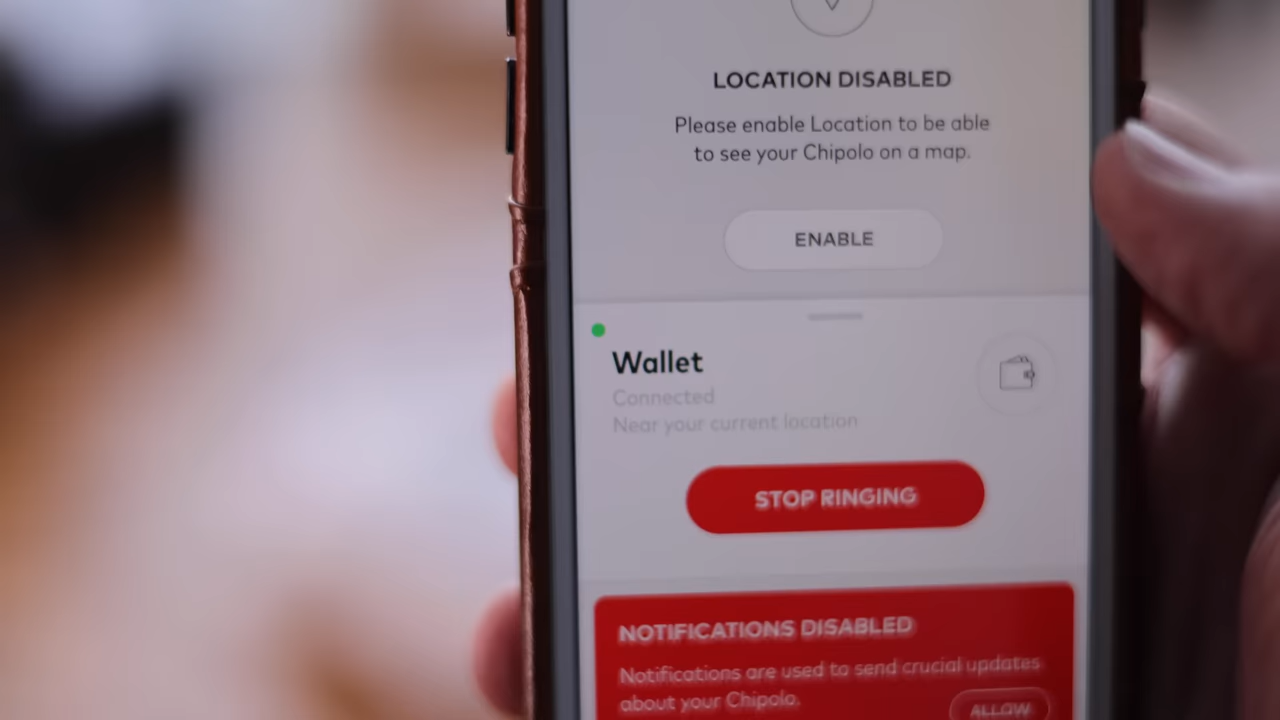 LOCATION DISABLED
Please enable Location to be able
to see your Chipolo on a map.
ENABLE
Wallet
Connected
Near your current location
STOP RINGING
NOTIFICATIONS DISABLED
Notifications are used to send crucial updates
about your Chipolo.
ALLOW